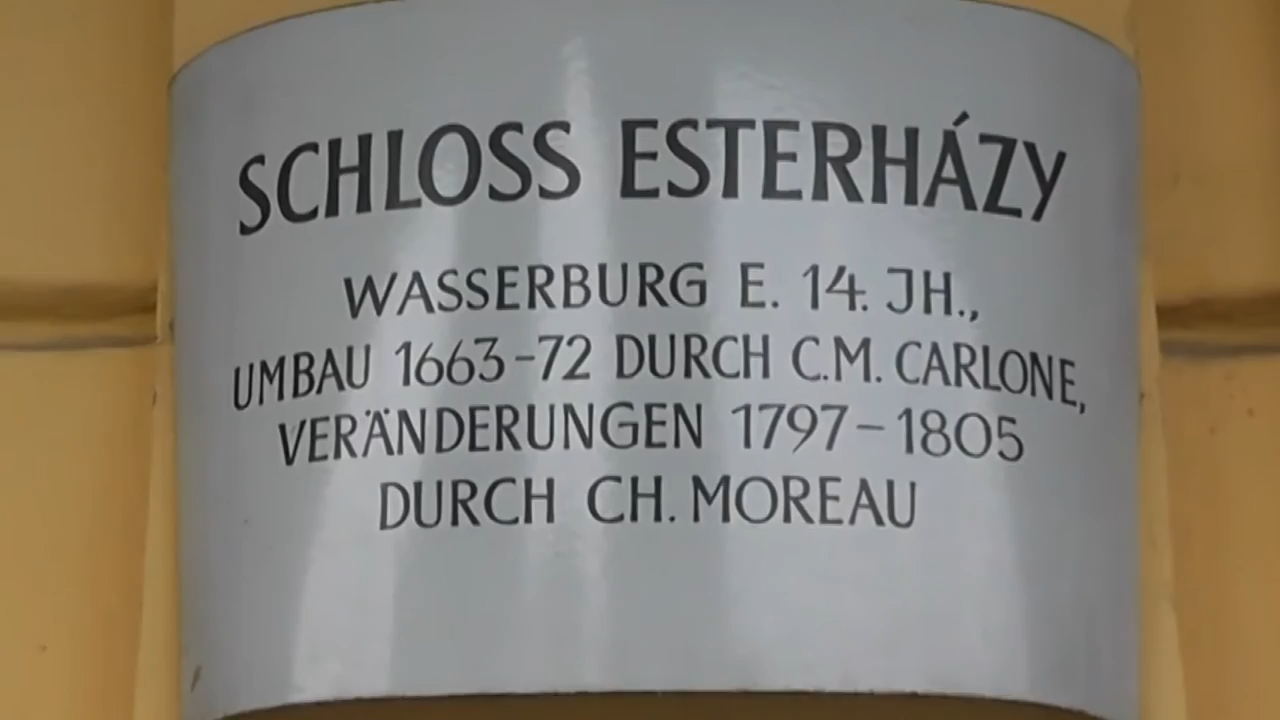 SCHLOSS ESTERHÁZY
WASSERBURG E. 14. JH.,
UMBAU 1663-72 DURCH C.M. CARLONE,
VERÄNDERUNGEN 1797-1805
DURCH CH. MOREAU